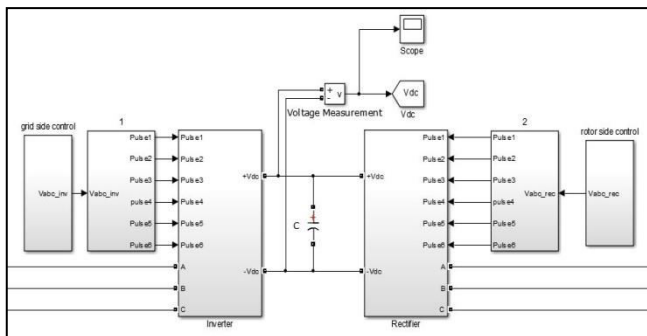 Scope
Vdc
Vdc
+
-
v
Voltage Measurement
grid side control
1
2
rotor side control
Vabc_inv
Vabc_inv
Pulse1
Pulse2
Pulse3
pulse4
Pulse5
Pulse6
Pulse1
Pulse2
Pulse3
Pulse4
Pulse5
Pulse6
A
B
C
+Vdc
-Vdc
Inverter
C
+
+Vdc
-Vdc
Pulse1
Pulse2
Pulse3
Pulse4
Pulse5
Pulse6
A
B
C
Rectifier
Pulse1
Pulse2
Pulse3
pulse4
Pulse5
Pulse6
Vabc_rec
Vabc_rec